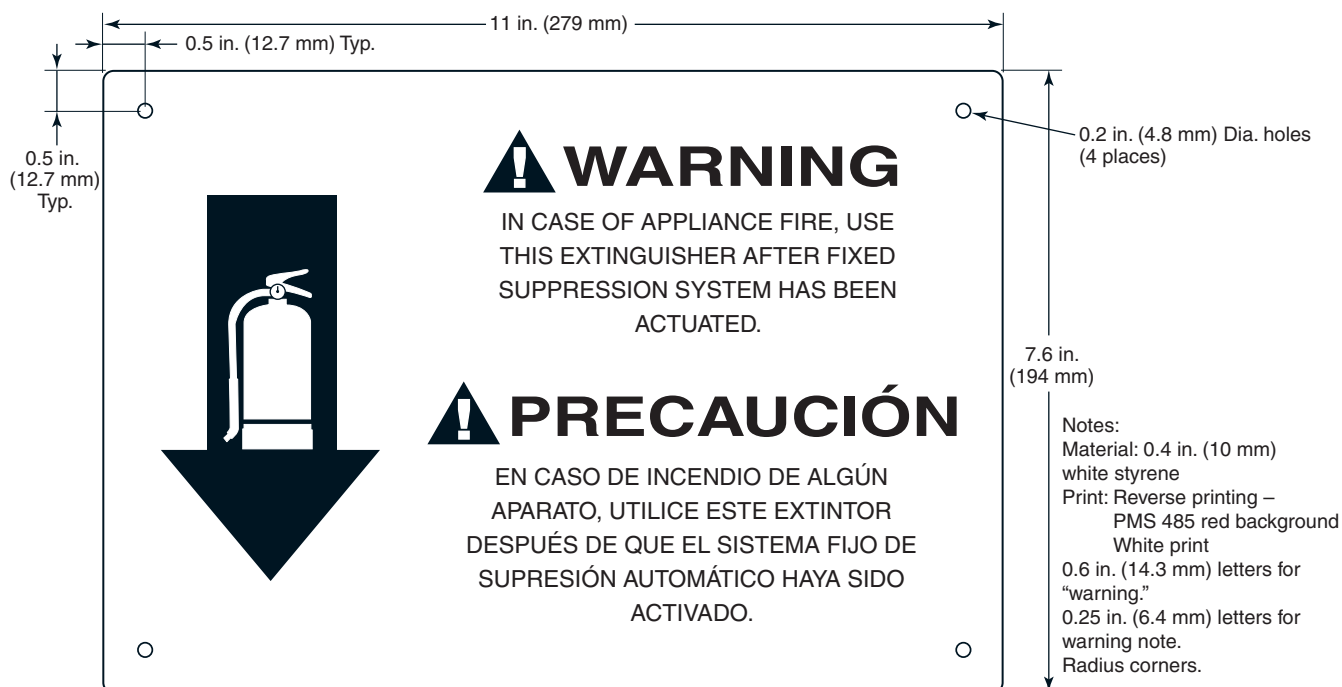 11 in. (279 mm)
0.5 in. (12.7 mm) Typ.
0.5 in.
(12.7 mm)
Typ.
0.2 in. (4.8 mm) Dia. holes
(4 places)
WARNING
IN CASE OF APPLIANCE FIRE, USE
THIS EXTINGUISHER AFTER FIXED
SUPPRESSION SYSTEM HAS BEEN
ACTUATED.
7.6 in.
(194 mm)
PRECAUCIÓN
EN CASO DE INCENDIO DE ALGÚN
APARATO, UTILICE ESTE EXTINTOR
DESPUÉS DE QUE EL SISTEMA FIJO DE
SUPRESIÓN AUTOMÁTICO HAYA SIDO
ACTIVADO.
Notes:
Material: 0.4 in. (10 mm)
white styrene
Print: Reverse printing –
PMS 485 red background
White print
0.6 in. (14.3 mm) letters for
“warning.”
0.25 in. (6.4 mm) letters for
warning note.
Radius corners.